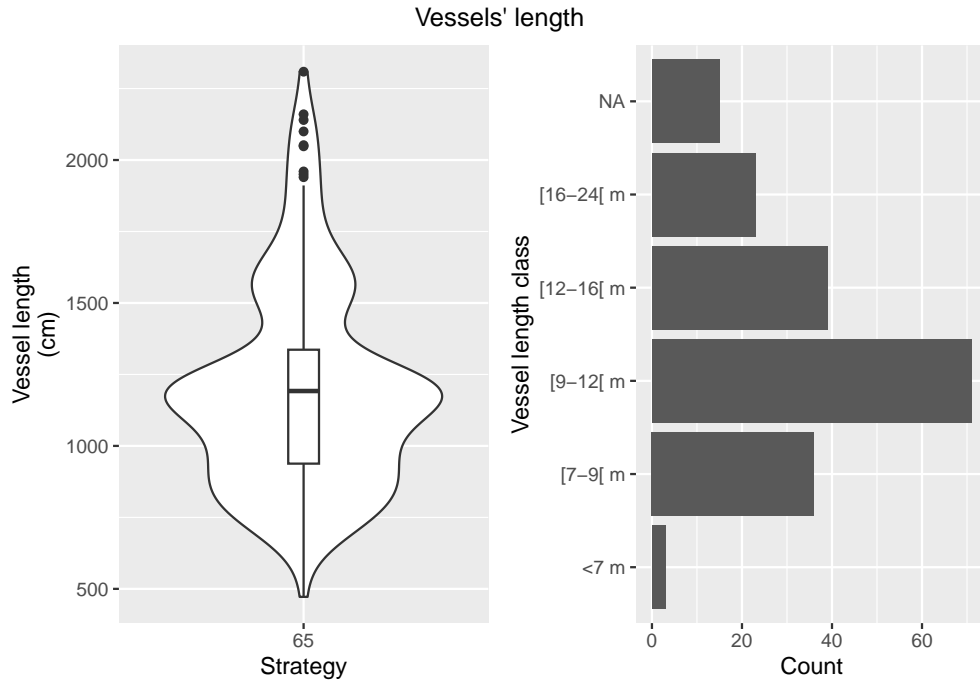 Vessels' length
Vessel length
(cm)
2000
1500
1000
500
65
Strategy
Vessel length class
NA
[16−24[ m
[12−16[ m
[9−12[ m
[7−9[ m
<7 m
0
20
40
60
Count